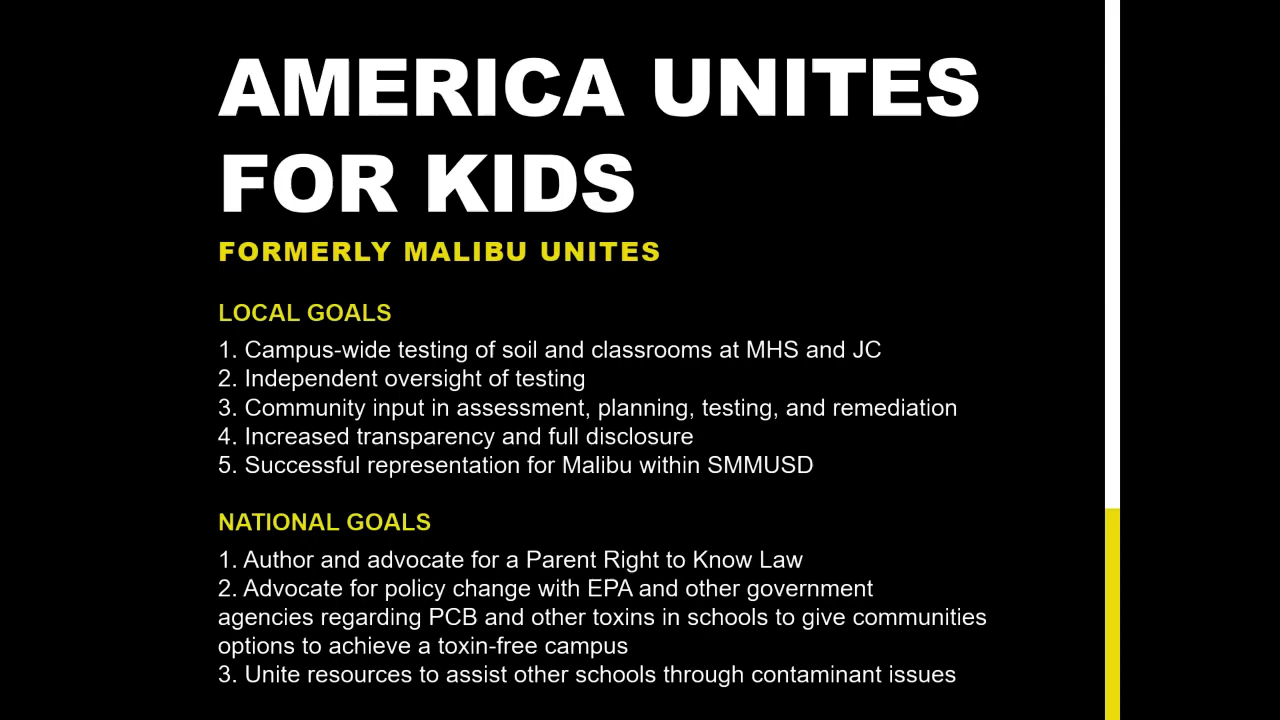 AMERICA UNITES
FOR KIDS
FORMERLY MALIBU UNITES
LOCAL GOALS
1. Campus-wide testing of soil and classrooms at MHS and JC
2. Independent oversight of testing
3. Community input in assessment, planning, testing, and remediation
4. Increased transparency and full disclosure
5. Successful representation for Malibu within SMMUSD
NATIONAL GOALS
1. Author and advocate for a Parent Right to Know Law
2. Advocate for policy change with EPA and other government
agencies regarding PCB and other toxins in schools to give communities
options to achieve a toxin-free campus
3. Unite resources to assist other schools through contaminant issues